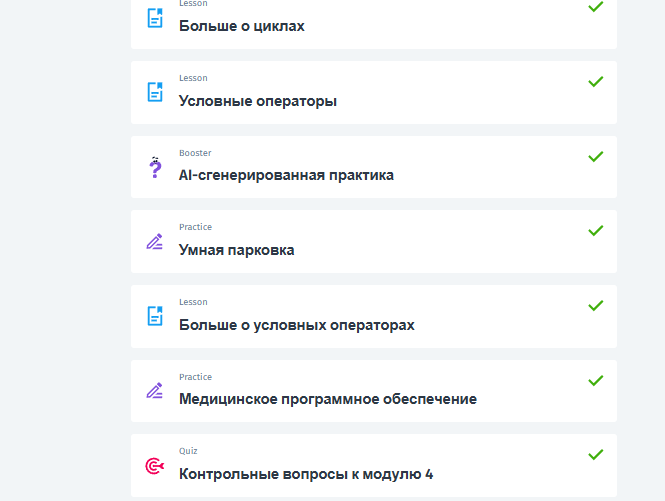 Lesson
Больше о циклах
Lesson
Условные операторы
Booster
AI-сгенерированная практика
Practice
Умная парковка
Lesson
Больше о условных операторах
Practice
Медицинское программное обеспечение
Quiz
Контрольные вопросы к модулю 4